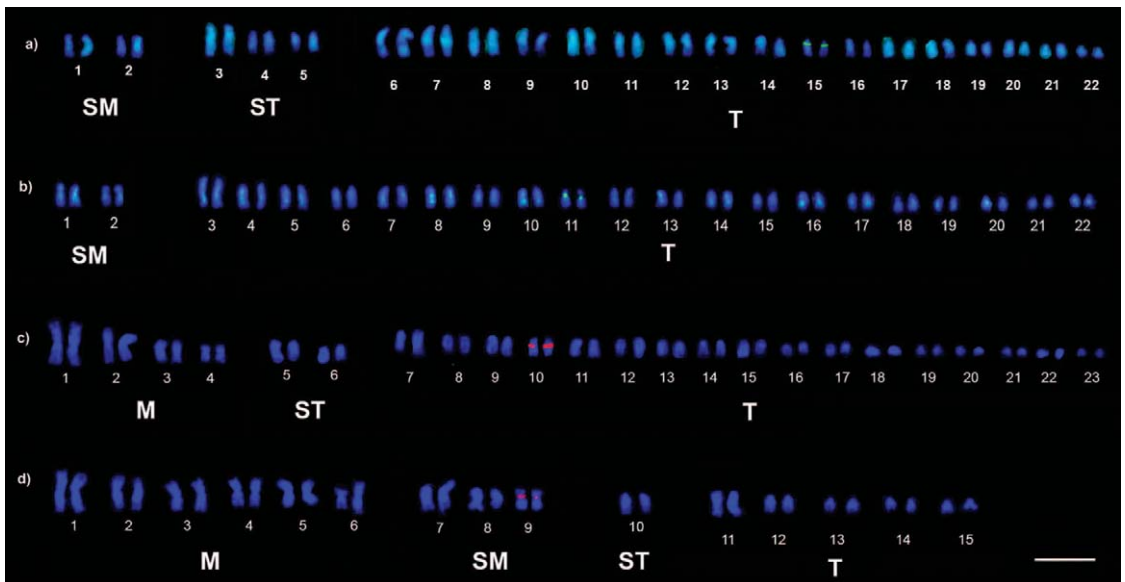 a)
1 2 3 4 5 6 7 8 9 10 11 12 13 14 15 16 17 18 19 20 21 22
SM ST T
b)
1 2 3 4 5 6 7 8 9 10 11 12 13 14 15 16 17 18 19 20 21 22
SM T
c)
1 2 3 4 5 6 7 8 9 10 11 12 13 14 15 16 17 18 19 20 21 22 23
M ST T
d)
1 2 3 4 5 6 7 8 9 10 11 12 13 14 15
M SM ST T